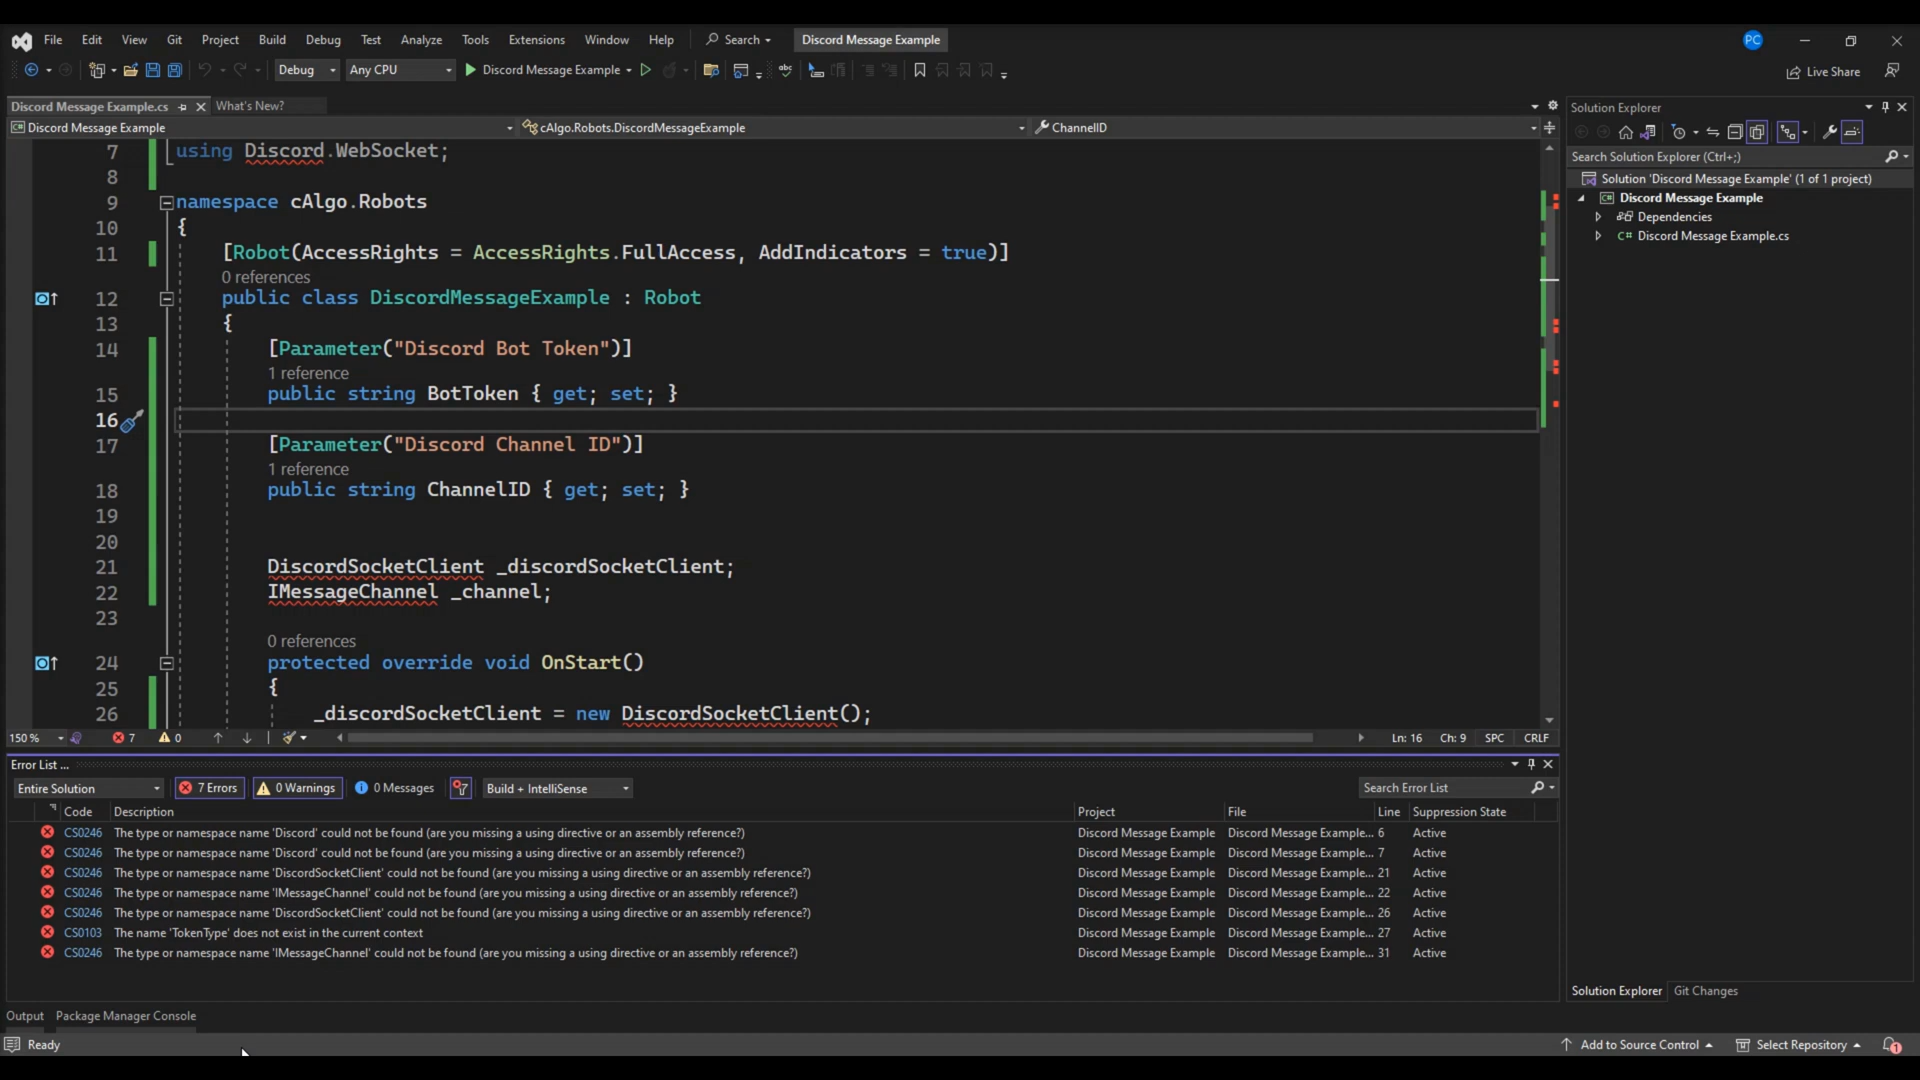 File Edit View Git Project Build Debug Test Analyze Tools Extensions Window Help Search Discord Message Example PC
Debug Any CPU Discord Message Example Live Share
Discord Message Example.cs What's New?
Discord Message Example cAlgo.Robots.DiscordMessageExample ChannelID
7 using Discord.WebSocket;
8
9 namespace cAlgo.Robots
10 {
11 [Robot(AccessRights = AccessRights.FullAccess, AddIndicators = true)]
0 references
12 public class DiscordMessageExample : Robot
13 {
14 [Parameter("Discord Bot Token")]
1 reference
15 public string BotToken { get; set; }
16
17 [Parameter("Discord Channel ID")]
1 reference
18 public string ChannelID { get; set; }
19
20
21 DiscordSocketClient _discordSocketClient;
22 IMessageChannel _channel;
23
0 references
24 protected override void OnStart()
25 {
26 _discordSocketClient = new DiscordSocketClient();
150 % 7 0 Ln: 16 Ch: 9 SPC CRLF
Error List ...
Entire Solution 7 Errors 0 Warnings 0 Messages Build + IntelliSense Search Error List
Code Description Project File Line Suppression State
CS0246 The type or namespace name 'Discord' could not be found (are you missing a using directive or an assembly reference?) Discord Message Example Discord Message Example... 6 Active
CS0246 The type or namespace name 'Discord' could not be found (are you missing a using directive or an assembly reference?) Discord Message Example Discord Message Example... 7 Active
CS0246 The type or namespace name 'DiscordSocketClient' could not be found (are you missing a using directive or an assembly reference?) Discord Message Example Discord Message Example... 21 Active
CS0246 The type or namespace name 'IMessageChannel' could not be found (are you missing a using directive or an assembly reference?) Discord Message Example Discord Message Example... 22 Active
CS0246 The type or namespace name 'DiscordSocketClient' could not be found (are you missing a using directive or an assembly reference?) Discord Message Example Discord Message Example... 26 Active
CS0103 The name 'TokenType' does not exist in the current context Discord Message Example Discord Message Example... 27 Active
CS0246 The type or namespace name 'IMessageChannel' could not be found (are you missing a using directive or an assembly reference?) Discord Message Example Discord Message Example... 31 Active
Output Package Manager Console
Solution Explorer
Search Solution Explorer (Ctrl+;)
Solution 'Discord Message Example' (1 of 1 project)
Discord Message Example
Dependencies
C# Discord Message Example.cs
Solution Explorer Git Changes
Ready Add to Source Control Select Repository 1